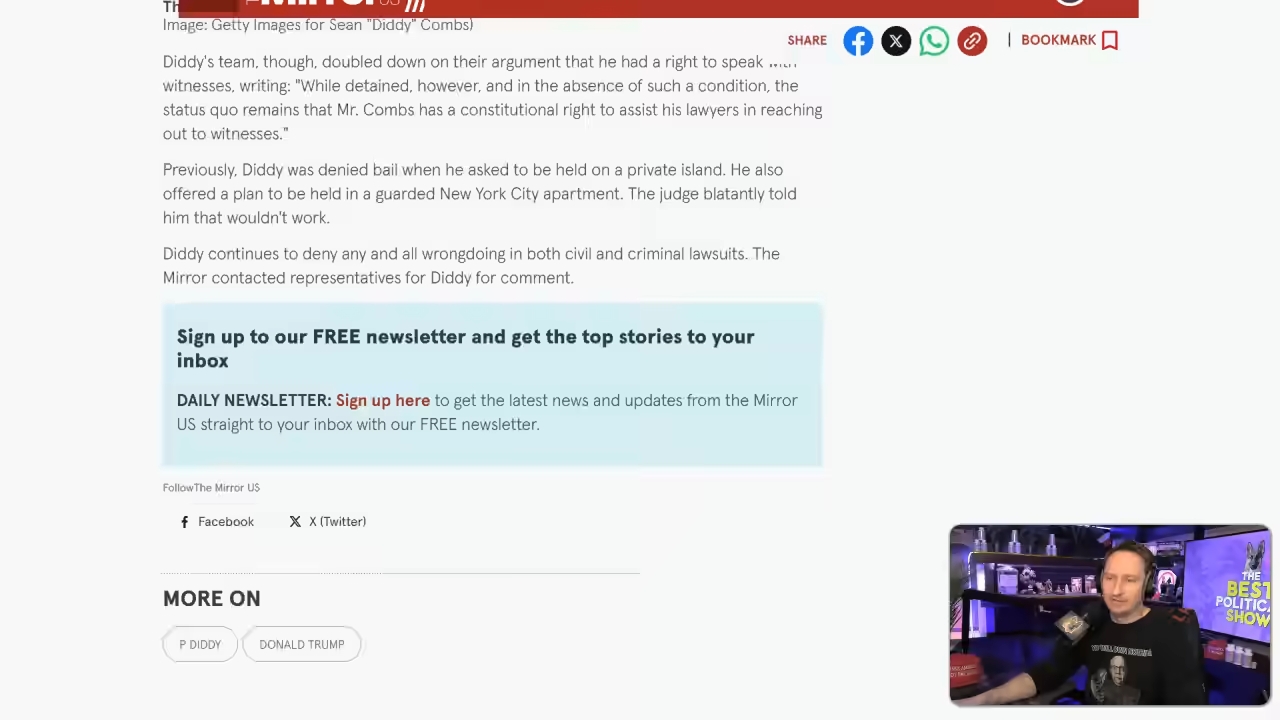 Th
Image: Getty Images for Sean "Diddy" Combs)
SHARE
BOOKMARK
Diddy's team, though, doubled down on their argument that he had a right to speak with
witnesses, writing: "While detained, however, and in the absence of such a condition, the
status quo remains that Mr. Combs has a constitutional right to assist his lawyers in reaching
out to witnesses."
Previously, Diddy was denied bail when he asked to be held on a private island. He also
offered a plan to be held in a guarded New York City apartment. The judge blatantly told
him that wouldn't work.
Diddy continues to deny any and all wrongdoing in both civil and criminal lawsuits. The
Mirror contacted representatives for Diddy for comment.
Sign up to our FREE newsletter and get the top stories to your
inbox
DAILY NEWSLETTER: Sign up here to get the latest news and updates from the Mirror
US straight to your inbox with our FREE newsletter.
FollowThe Mirror US
Facebook
X (Twitter)
MORE ON
P DIDDY
DONALD TRUMP
THE
BEST
POLITICA
SHOW